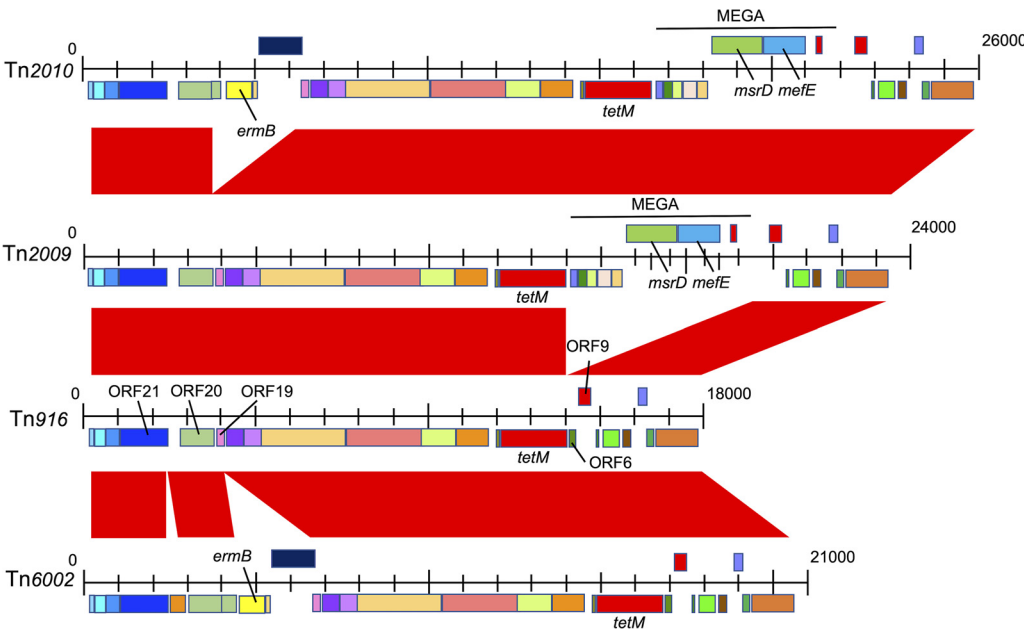 MEGA
0
26000
Tn2010
msrD mefE
tetM
ermB
MEGA
0
24000
Tn2009
msrD mefE
tetM
ORF9
0
ORF21
ORF20
ORF19
18000
Tn916
tetM
ORF6
ermB
0
21000
Tn6002
tetM